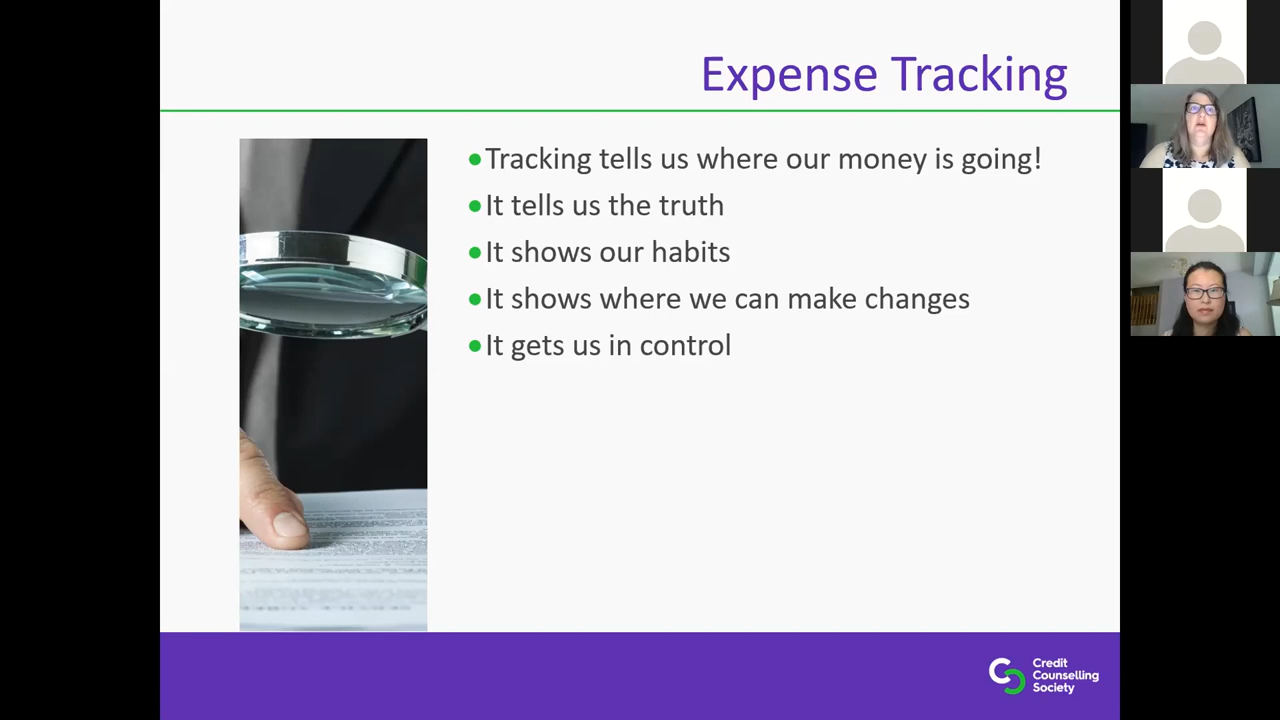 Expense Tracking
Tracking tells us where our money is going!
It tells us the truth
It shows our habits
It shows where we can make changes
It gets us in control
Credit
Counselling
Society